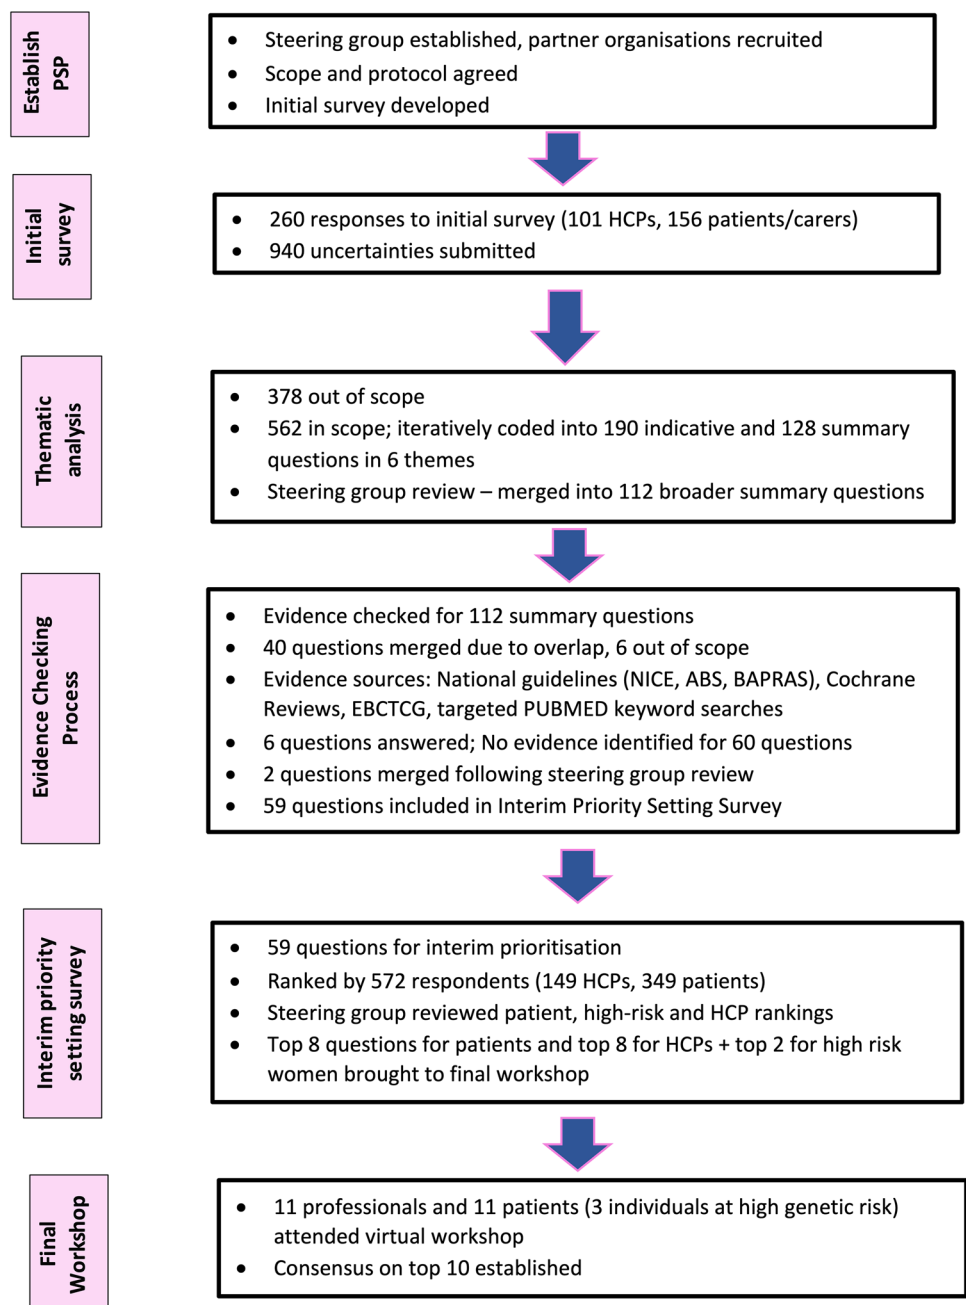 Establish
PSP
• Steering group established, partner organisations recruited
• Scope and protocol agreed
• Initial survey developed
Initial
survey
• 260 responses to initial survey (101 HCPs, 156 patients/carers)
• 940 uncertainties submitted
Thematic
analysis
• 378 out of scope
• 562 in scope; iteratively coded into 190 indicative and 128 summary
questions in 6 themes
• Steering group review – merged into 112 broader summary questions
Evidence Checking
Process
• Evidence checked for 112 summary questions
• 40 questions merged due to overlap, 6 out of scope
• Evidence sources: National guidelines (NICE, ABS, BAPRAS), Cochrane
Reviews, EBCTCG, targeted PUBMED keyword searches
• 6 questions answered; No evidence identified for 60 questions
• 2 questions merged following steering group review
• 59 questions included in Interim Priority Setting Survey
Interim priority
setting survey
• 59 questions for interim prioritisation
• Ranked by 572 respondents (149 HCPs, 349 patients)
• Steering group reviewed patient, high-risk and HCP rankings
• Top 8 questions for patients and top 8 for HCPs + top 2 for high risk
women brought to final workshop
Final
Workshop
• 11 professionals and 11 patients (3 individuals at high genetic risk)
attended virtual workshop
• Consensus on top 10 established